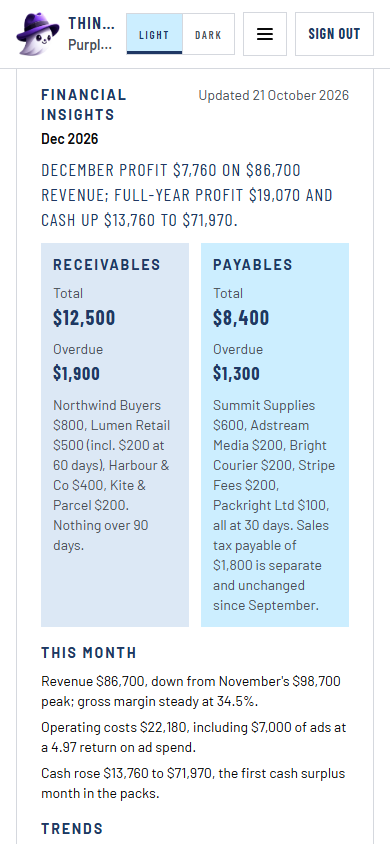 THIN...
Purpl...
LIGHT
DARK
SIGN OUT
FINANCIAL
INSIGHTS
Updated 21 October 2026
Dec 2026
DECEMBER PROFIT $7,760 ON $86,700
REVENUE; FULL-YEAR PROFIT $19,070 AND
CASH UP $13,760 TO $71,970.
RECEIVABLES
Total
$12,500
Overdue
$1,900
Northwind Buyers
$800, Lumen Retail
$500 (incl. $200 at
60 days), Harbour &
Co $400, Kite &
Parcel $200.
Nothing over 90
days.
PAYABLES
Total
$8,400
Overdue
$1,300
Summit Supplies
$600, Adstream
Media $200, Bright
Courier $200, Stripe
Fees $200,
Packright Ltd $100,
all at 30 days. Sales
tax payable of
$1,800 is separate
and unchanged
since September.
THIS MONTH
Revenue $86,700, down from November's $98,700
peak; gross margin steady at 34.5%.
Operating costs $22,180, including $7,000 of ads at
a 4.97 return on ad spend.
Cash rose $13,760 to $71,970, the first cash surplus
month in the packs.
TRENDS